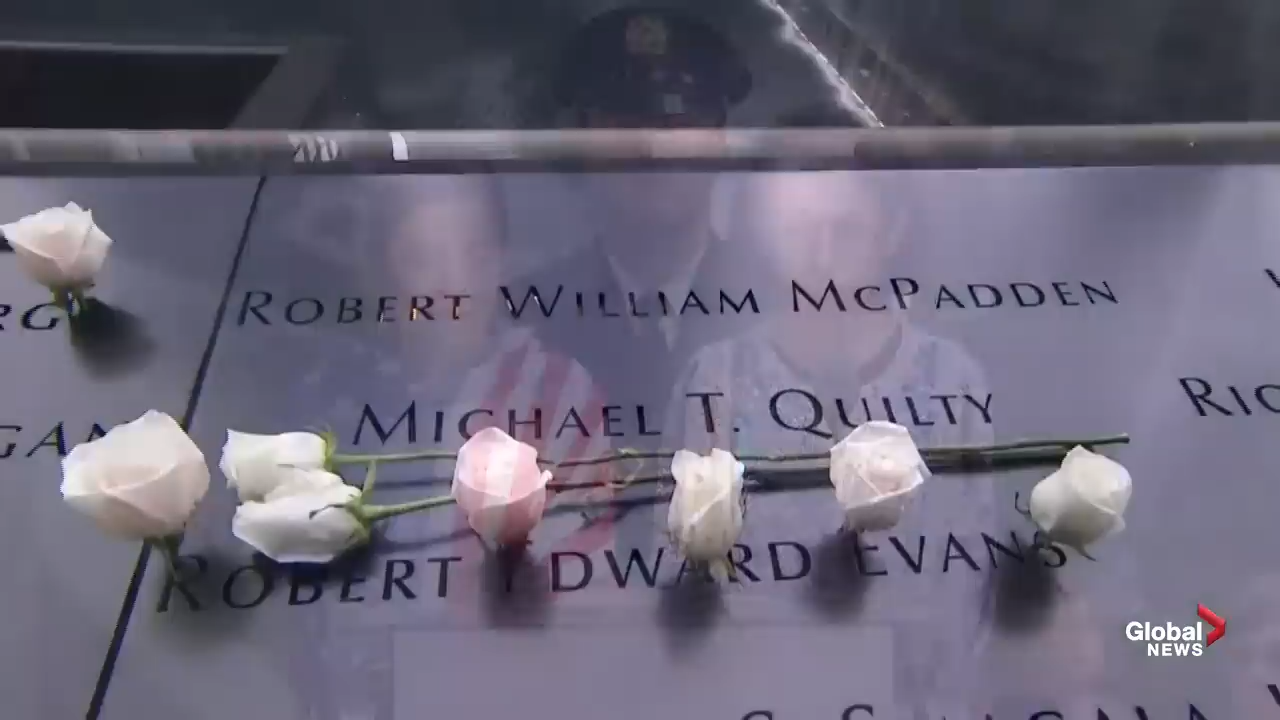 ROBERT WILLIAM MCPADDEN
MICHAEL T. QUILTY
ROBERT EDWARD EVANS
Global
NEWS